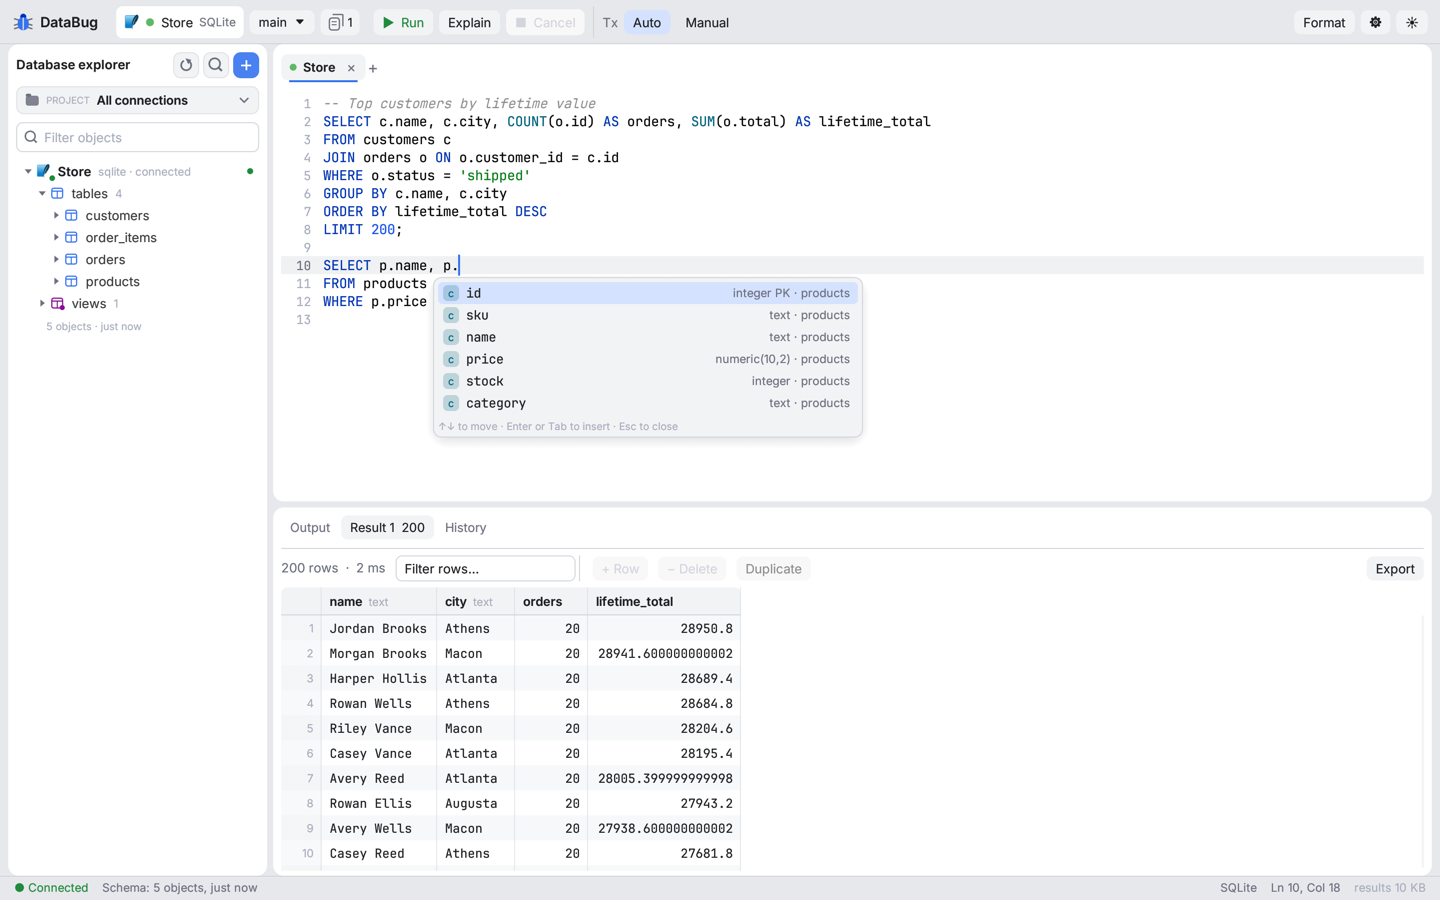 DataBug
Store SQLite
main
1
Run
Explain
Cancel
Tx
Auto
Manual
Format
Database explorer
PROJECT All connections
Filter objects
Store sqlite · connected
tables 4
customers
order_items
orders
products
views 1
5 objects · just now
Store × +
1 -- Top customers by lifetime value
2 SELECT c.name, c.city, COUNT(o.id) AS orders, SUM(o.total) AS lifetime_total
3 FROM customers c
4 JOIN orders o ON o.customer_id = c.id
5 WHERE o.status = 'shipped'
6 GROUP BY c.name, c.city
7 ORDER BY lifetime_total DESC
8 LIMIT 200;
9
10 SELECT p.name, p.
11 FROM products
12 WHERE p.price
13
c id integer PK · products
c sku text · products
c name text · products
c price numeric(10,2) · products
c stock integer · products
c category text · products
↑↓ to move · Enter or Tab to insert · Esc to close
Output Result 1 200 History
200 rows · 2 ms Filter rows... + Row − Delete Duplicate Export
name text city text orders lifetime_total
1 Jordan Brooks Athens 20 28950.8
2 Morgan Brooks Macon 20 28941.600000000002
3 Harper Hollis Atlanta 20 28689.4
4 Rowan Wells Athens 20 28684.8
5 Riley Vance Macon 20 28204.6
6 Casey Vance Atlanta 20 28195.4
7 Avery Reed Atlanta 20 28005.399999999998
8 Rowan Ellis Augusta 20 27943.2
9 Avery Wells Macon 20 27938.600000000002
10 Casey Reed Athens 20 27681.8
Connected Schema: 5 objects, just now SQLite Ln 10, Col 18 results 10 KB